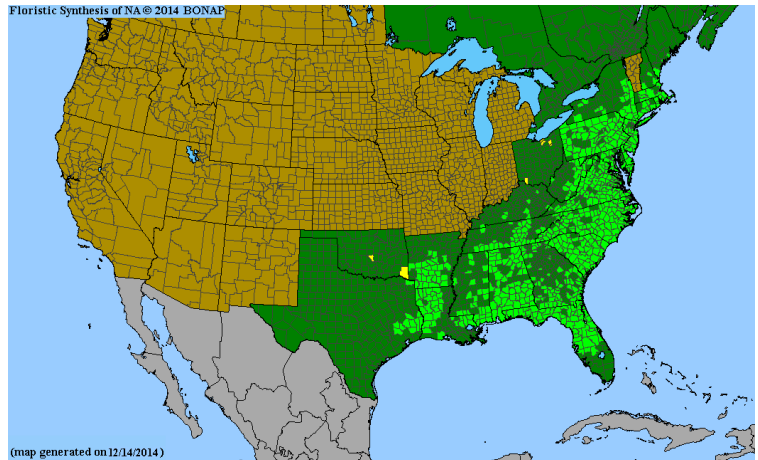 Floristic Synthesis of NA © 2014 BONAP
(map generated on 12/14/2014)